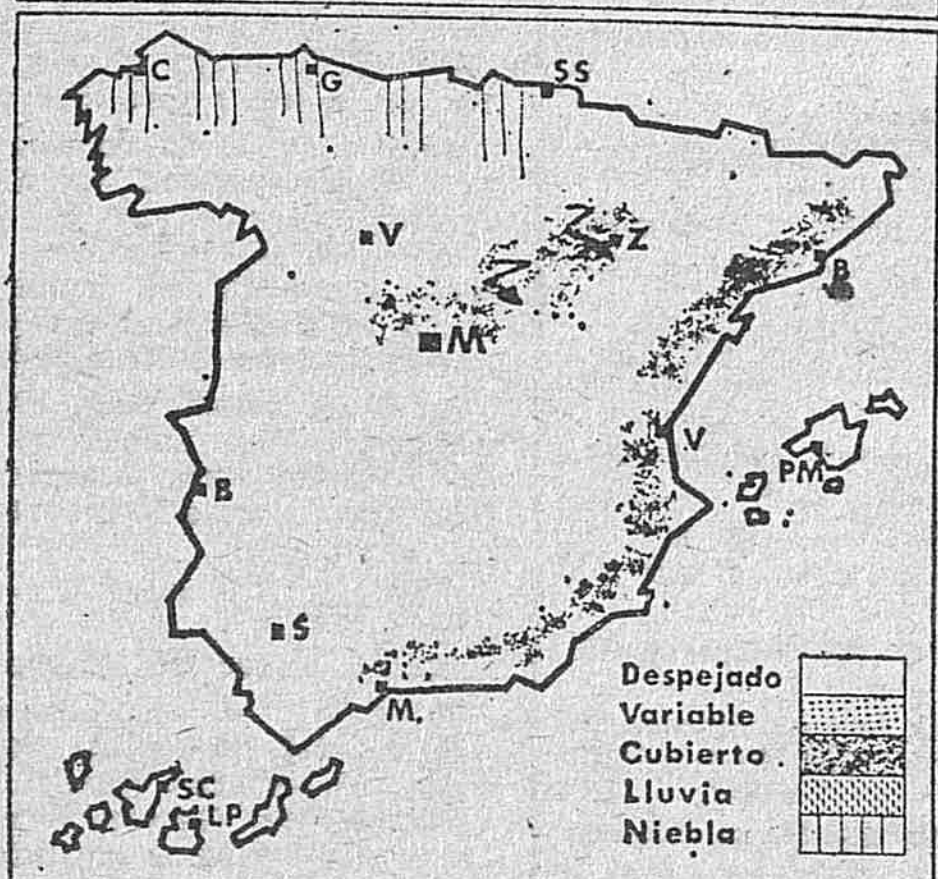 C
G
SS
V
Z
B
M
V
PM
B
S
M.
SC
LP
Despejado
Variable
Cubierto
Lluvia
Niebla